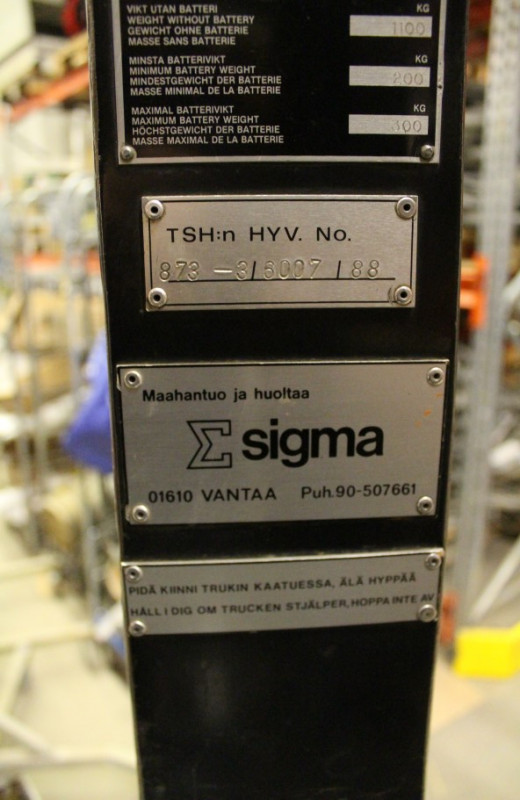 VIKT UTAN BATTERI KG
WEIGHT WITHOUT BATTERY
GEWICHT OHNE BATTERIE 1100
MASSE SANS BATTERIE
MINSTA BATTERIVIKT KG
MINIMUM BATTERY WEIGHT
MINDESTGEWICHT DER BATTERIE 200
MASSE MINIMAL DE LA BATTERIE
MAXIMAL BATTERIVIKT KG
MAXIMUM BATTERY WEIGHT
HÖCHSTGEWICHT DER BATTERIE
MASSE MAXIMAL DE LA BATTERIE
TSH:n HYV. No.
873 -3/5007/88
Maahantuo ja huoltaa
Σ sigma
01610 VANTAA Puh.90-507661
PIDÄ KIINNI TRUKIN KAATUESSA, ÄLÄ HYPPÄÄ
HÅLL I DIG OM TRUCKEN STJÄLPER, HOPPA INTE AV